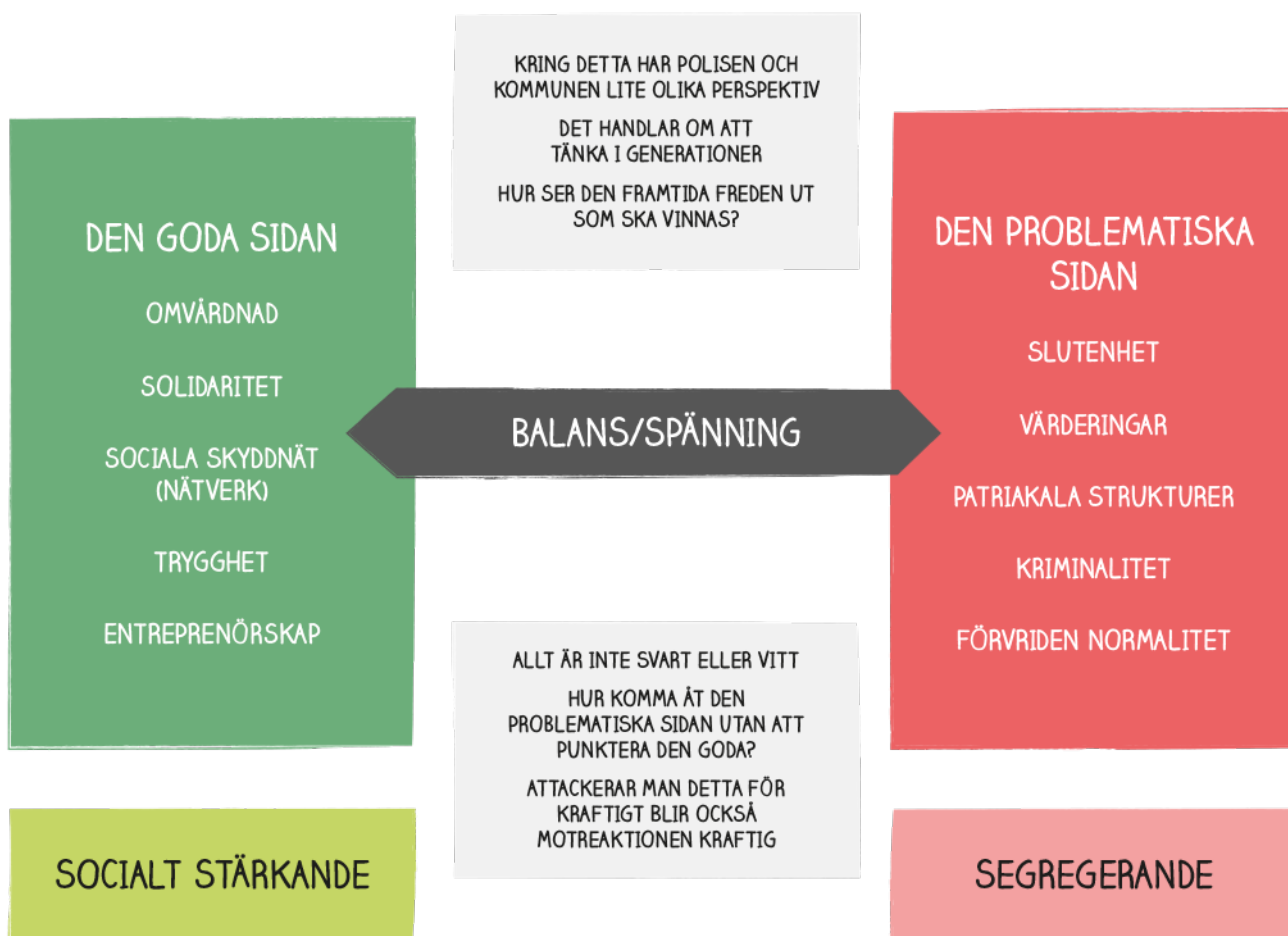 KRING DETTA HAR POLISEN OCH
KOMMUNEN LITE OLIKA PERSPEKTIV
DET HANDLAR OM ATT
TÄNKA I GENERATIONER
HUR SER DEN FRAMTIDA FREDEN UT
SOM SKA VINNAS?
DEN GODA SIDAN
OMVÅRDNAD
SOLIDARITET
SOCIALA SKYDDNÄT
(NÄTVERK)
TRYGGHET
ENTREPRENÖRSKAP
BALANS/SPÄNNING
DEN PROBLEMATISKA
SIDAN
SLUTENHET
VÄRDERINGAR
PATRIAKALA STRUKTURER
KRIMINALITET
FÖRVRIDEN NORMALITET
ALLT ÄR INTE SVART ELLER VITT
HUR KOMMA ÅT DEN
PROBLEMATISKA SIDAN UTAN ATT
PUNKTERA DEN GODA?
ATTACKERAR MAN DETTA FÖR
KRAFTIGT BLIR OCKSÅ
MOTREAKTIONEN KRAFTIG
SOCIALT STÄRKANDE
SEGREGERANDE